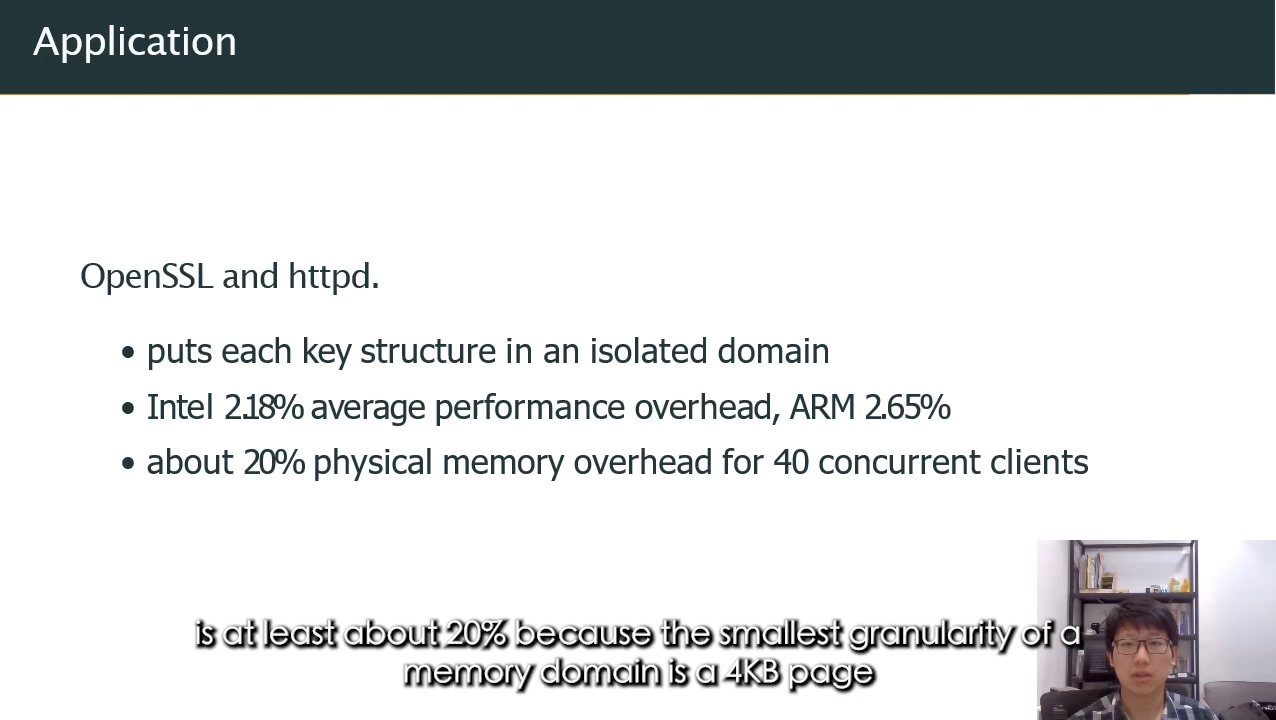 Application
OpenSSL and httpd.
• puts each key structure in an isolated domain
• Intel 2.18% average performance overhead, ARM 2.65%
• about 20% physical memory overhead for 40 concurrent clients
is at least about 20% because the smallest granularity of a
memory domain is a 4KB page